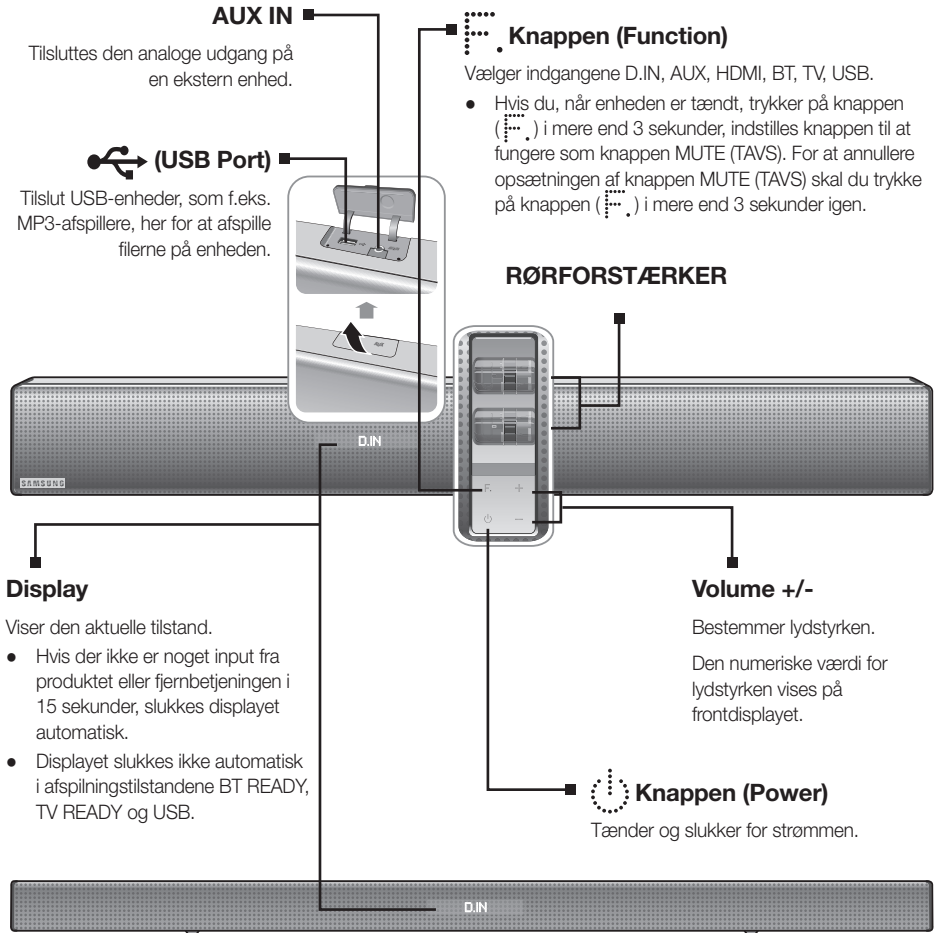 AUX IN
Tilsluttes den analoge udgang på
en ekstern enhed.
(USB Port)
Tilslut USB-enheder, som f.eks.
MP3-afspillere, her for at afspille
filerne på enheden.
F. Knappen (Function)
Vælger indgangene D.IN, AUX, HDMI, BT, TV, USB.
● Hvis du, når enheden er tændt, trykker på knappen
( F. ) i mere end 3 sekunder, indstilles knappen til at
fungere som knappen MUTE (TAVS). For at annullere
opsætningen af knappen MUTE (TAVS) skal du trykke
på knappen ( F. ) i mere end 3 sekunder igen.
RØRFORSTÆRKER
D.IN
SAMSUNG
F. +
−
Display
Viser den aktuelle tilstand.
● Hvis der ikke er noget input fra
produktet eller fjernbetjeningen i
15 sekunder, slukkes displayet
automatisk.
● Displayet slukkes ikke automatisk
i afspilningstilstandene BT READY,
TV READY og USB.
Volume +/-
Bestemmer lydstyrken.
Den numeriske værdi for
lydstyrken vises på
frontdisplayet.
Knappen (Power)
Tænder og slukker for strømmen.
D.IN